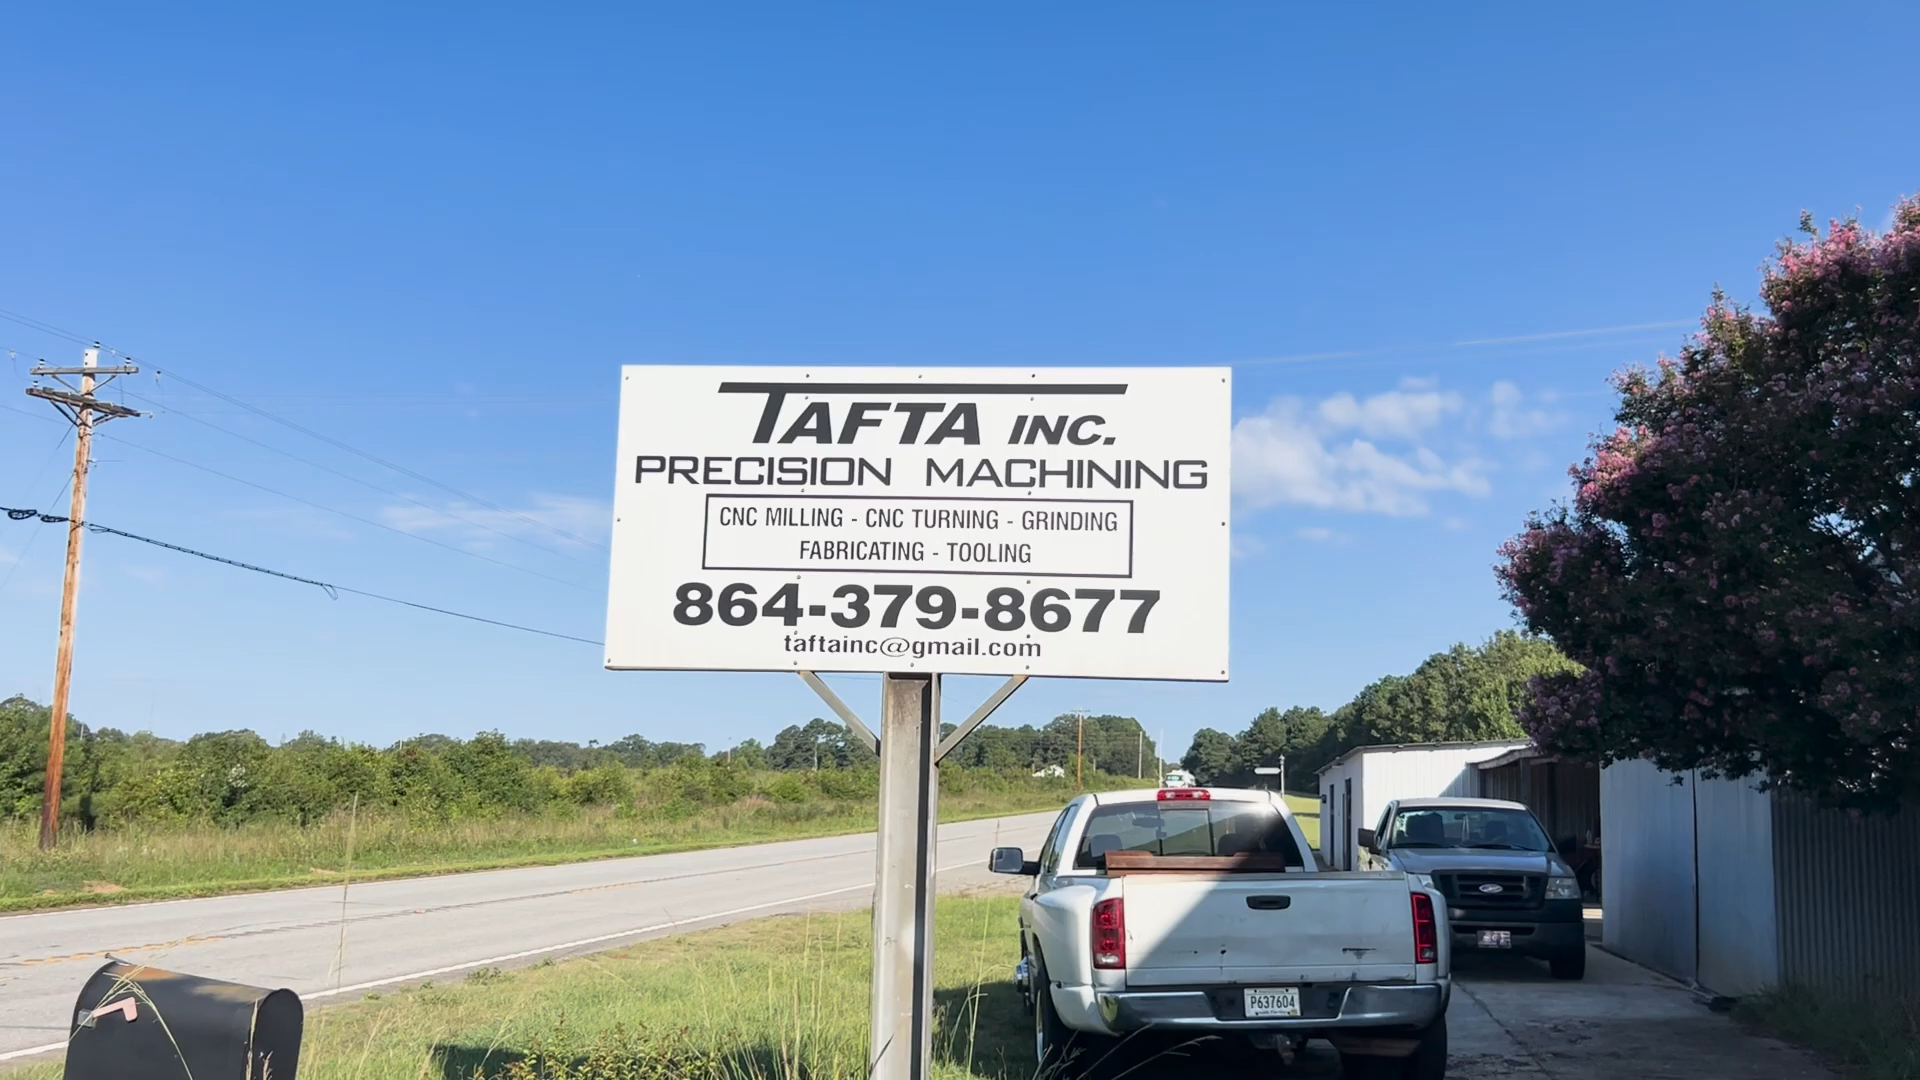 TAFTA INC.
PRECISION MACHINING
CNC MILLING - CNC TURNING - GRINDING
FABRICATING - TOOLING
864-379-8677
taftainc@gmail.com
P637604